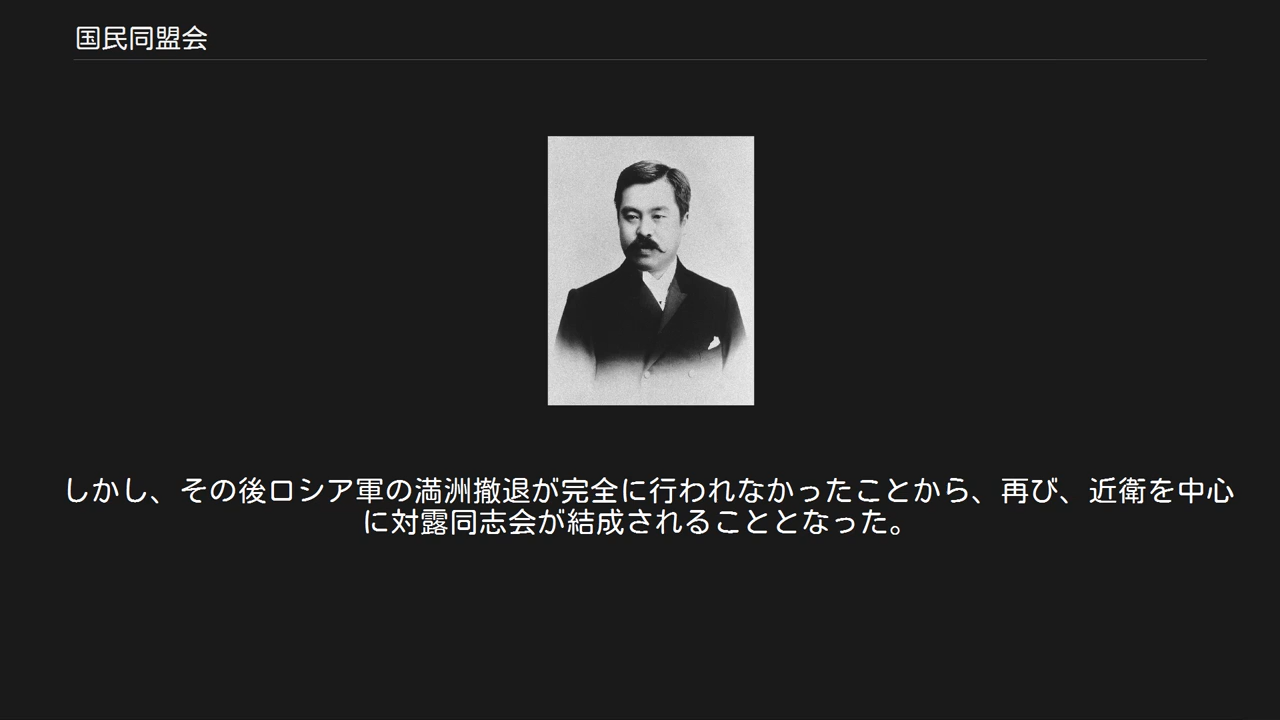 国民同盟会
しかし、その後ロシア軍の満洲撤退が完全に行われなかったことから、再び、近衛を中心
に対露同志会が結成されることとなった。